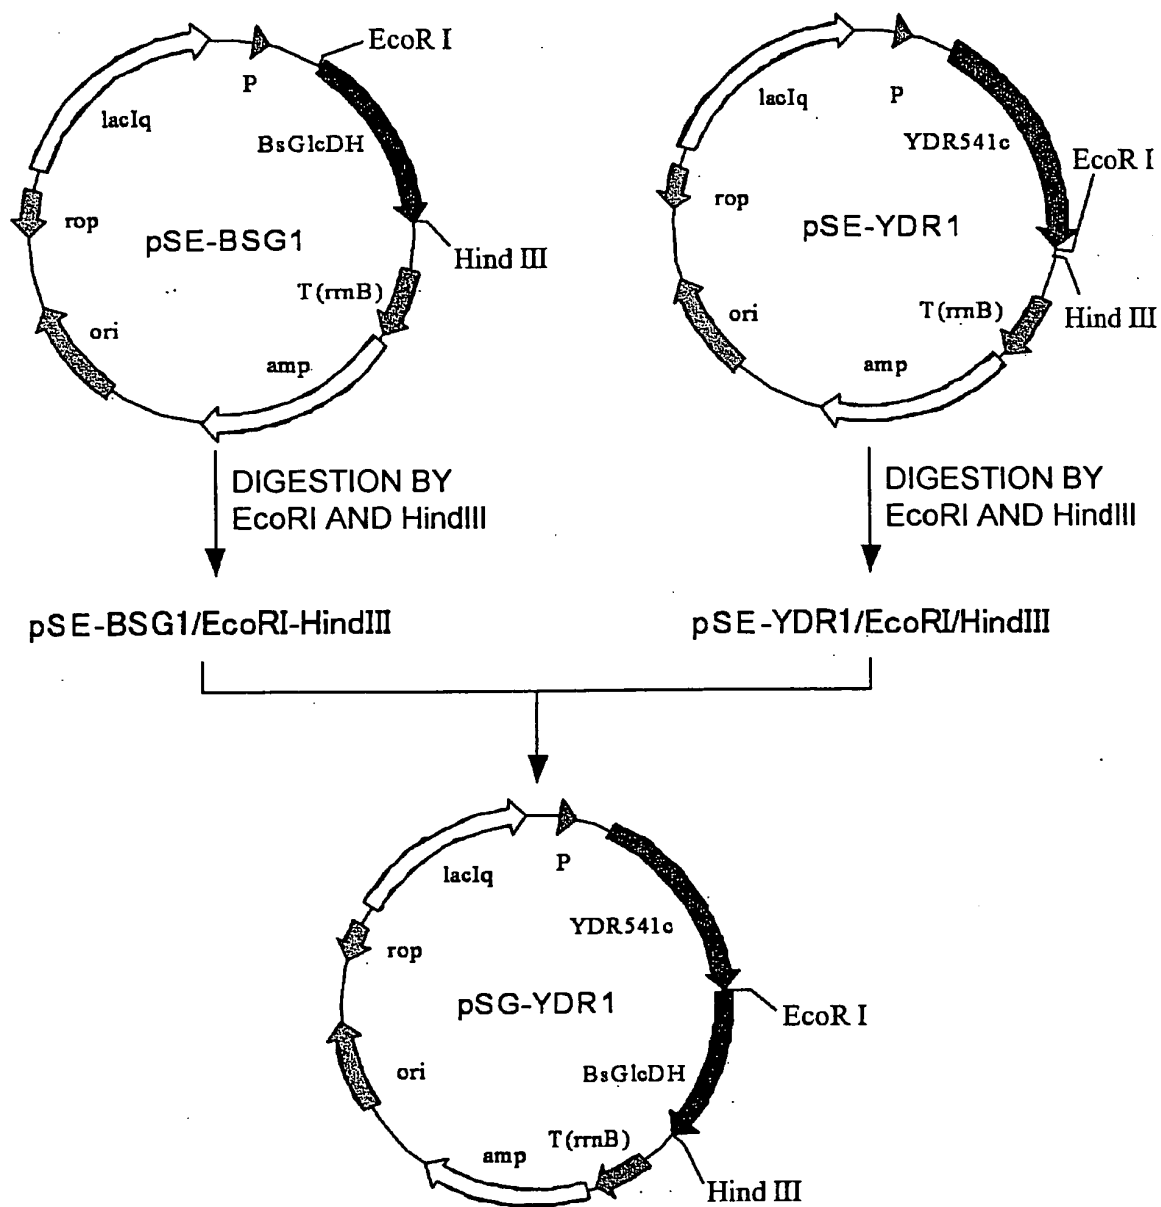 EcoR I
P
lacIq
BsGlcDH
rop
pSE-BSG1
Hind III
T(rrnB)
ori
amp
P
lacIq
YDR541c
EcoR I
rop
pSE-YDR1
T(rrnB)
Hind III
ori
amp
DIGESTION BY
EcoRI AND HindIII
DIGESTION BY
EcoRI AND HindIII
pSE-BSG1/EcoRI-HindIII
pSE-YDR1/EcoRI/HindIII
P
lacIq
YDR541c
rop
pSG-YDR1
EcoR I
ori
BsGlcDH
T(rrnB)
amp
Hind III